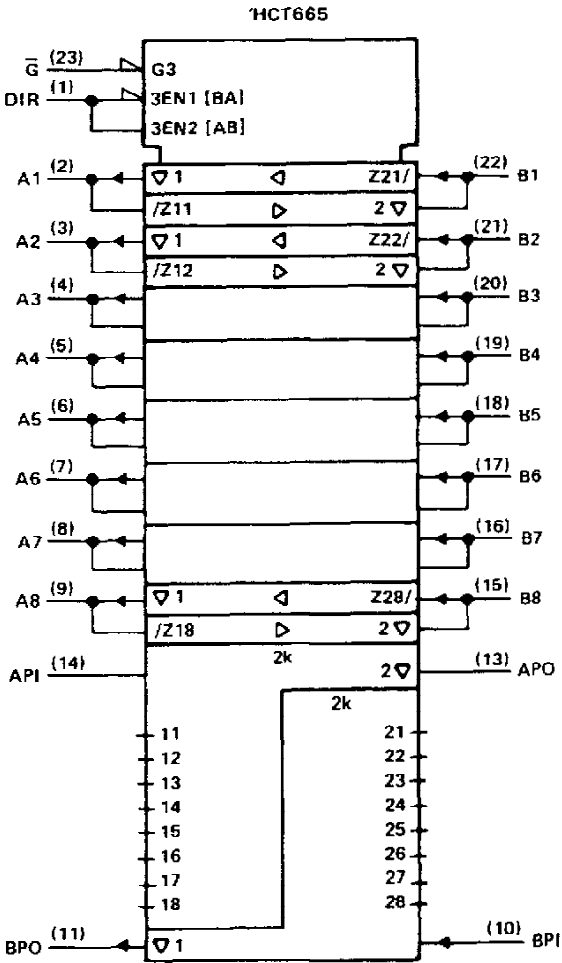 'HCT665
G̅ (23) G3
DIR (1) 3EN1 [BA]
3EN2 [AB]
A1 (2) 1 Z21/ (22) B1
/Z11 2
A2 (3) 1 Z22/ (21) B2
/Z12 2
A3 (4) (20) B3
A4 (5) (19) B4
A5 (6) (18) B5
A6 (7) (17) B6
A7 (8) (16) B7
A8 (9) 1 Z28/ (15) B8
/Z18 2
2k
API (14) 2 (13) APO
2k
11 21
12 22
13 23
14 24
15 25
16 26
17 27
18 28
BPO (11) 1 (10) BPI